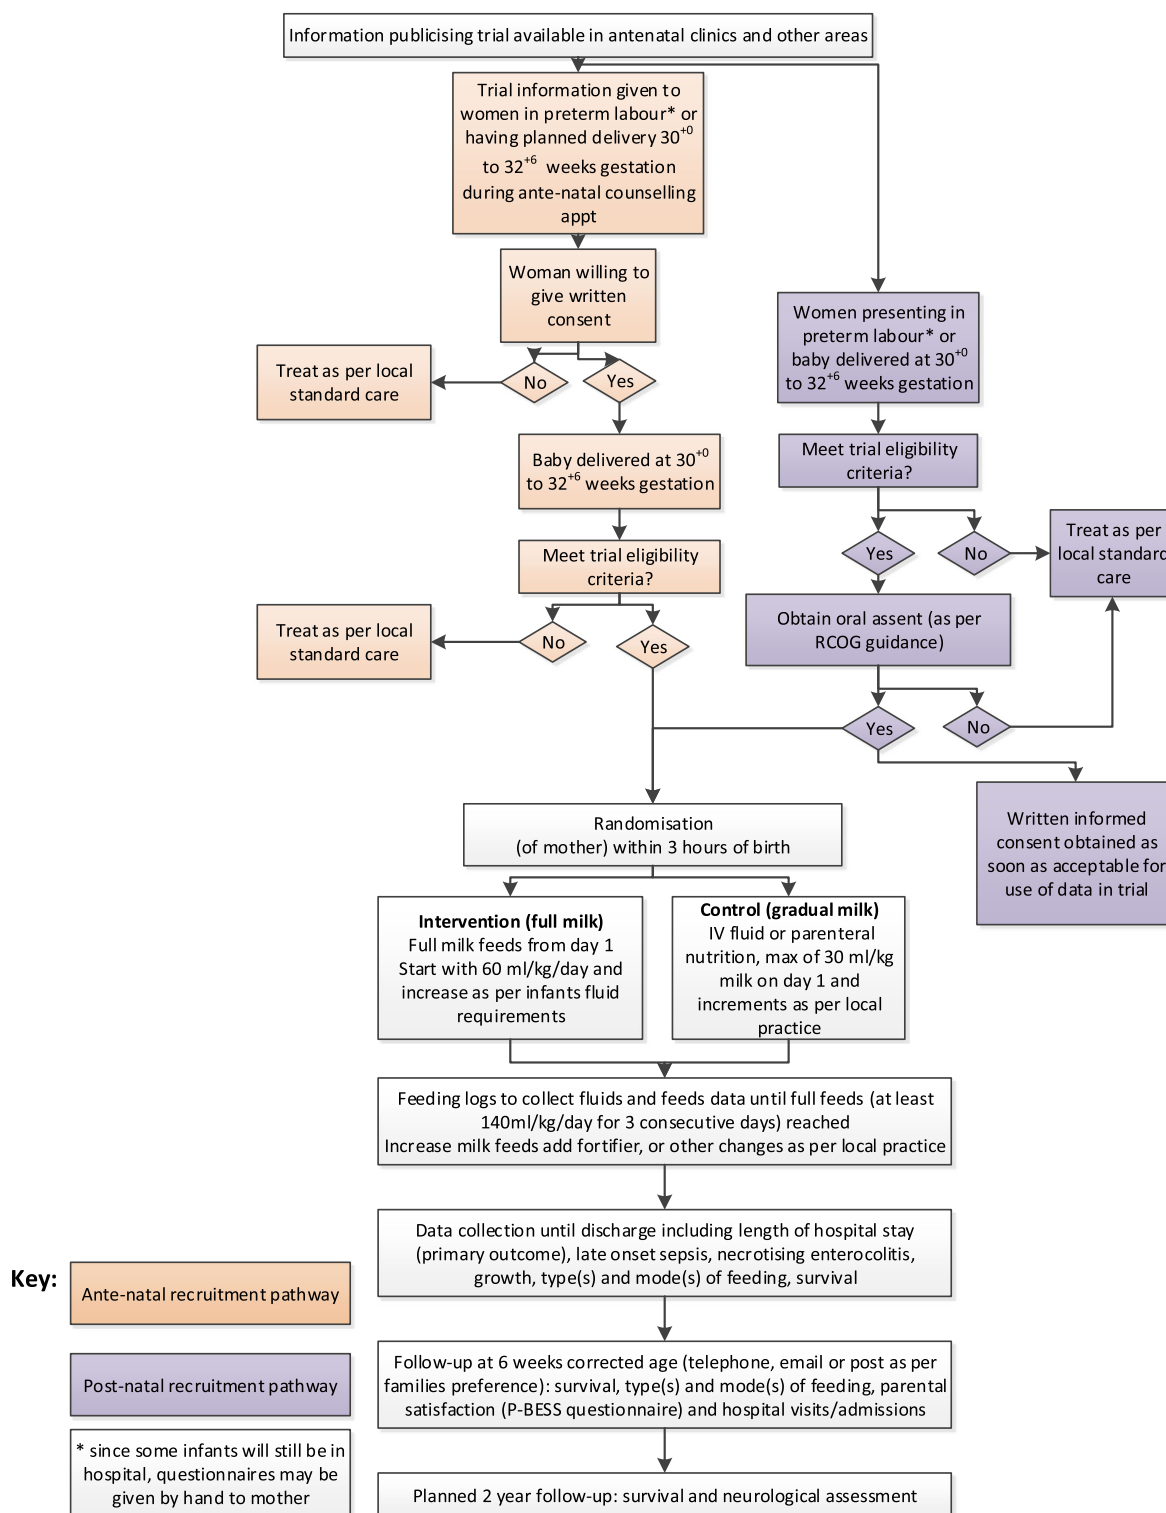 Information publicising trial available in antenatal clinics and other areas
Trial information given to
women in preterm labour* or
having planned delivery 30+0
to 32+6 weeks gestation
during ante-natal counselling
appt
Woman willing to
give written
consent
No
Yes
Treat as per local
standard care
Baby delivered at 30+0
to 32+6 weeks gestation
Meet trial eligibility
criteria?
No
Yes
Treat as per local
standard care
Women presenting in
preterm labour* or
baby delivered at 30+0
to 32+6 weeks gestation
Meet trial eligibility
criteria?
Yes
No
Treat as per
local standard
care
Obtain oral assent (as per
RCOG guidance)
Yes
No
Written informed
consent obtained as
soon as acceptable for
use of data in trial
Randomisation
(of mother) within 3 hours of birth
Intervention (full milk)
Full milk feeds from day 1
Start with 60 ml/kg/day and
increase as per infants fluid
requirements
Control (gradual milk)
IV fluid or parenteral
nutrition, max of 30 ml/kg
milk on day 1 and
increments as per local
practice
Feeding logs to collect fluids and feeds data until full feeds (at least
140ml/kg/day for 3 consecutive days) reached
Increase milk feeds add fortifier, or other changes as per local practice
Data collection until discharge including length of hospital stay
(primary outcome), late onset sepsis, necrotising enterocolitis,
growth, type(s) and mode(s) of feeding, survival
Follow-up at 6 weeks corrected age (telephone, email or post as per
families preference): survival, type(s) and mode(s) of feeding, parental
satisfaction (P-BESS questionnaire) and hospital visits/admissions
Planned 2 year follow-up: survival and neurological assessment
Key:
Ante-natal recruitment pathway
Post-natal recruitment pathway
* since some infants will still be in
hospital, questionnaires may be
given by hand to mother